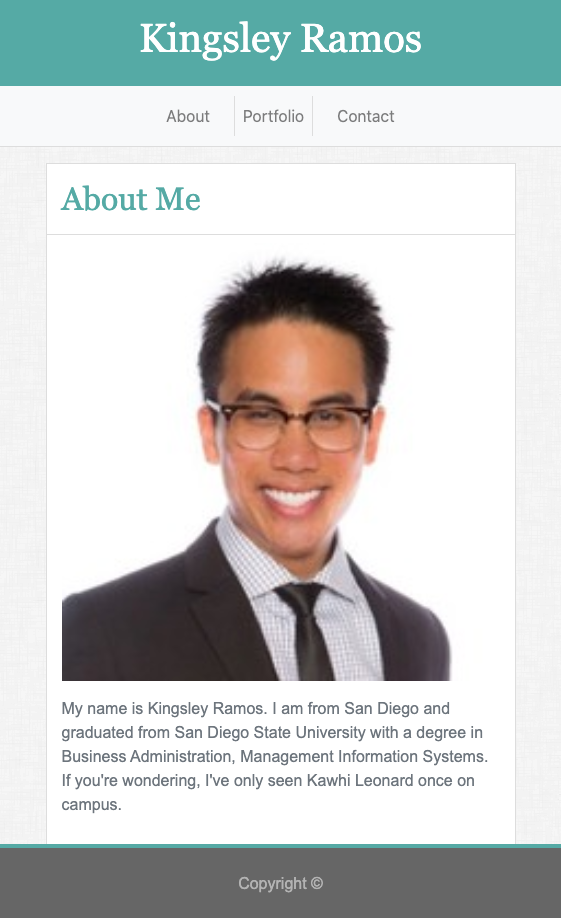 Kingsley Ramos
About Portfolio Contact
About Me
My name is Kingsley Ramos. I am from San Diego and
graduated from San Diego State University with a degree in
Business Administration, Management Information Systems.
If you're wondering, I've only seen Kawhi Leonard once on
campus.
Copyright ©